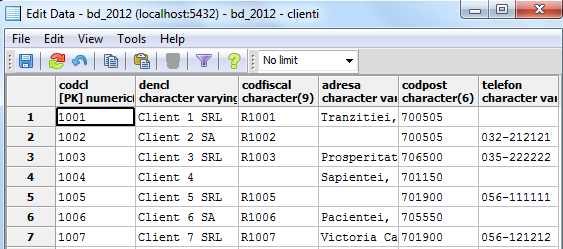 Edit Data - bd_2012 (localhost:5432) - bd_2012 - clienti
File Edit View Tools Help
No limit
codcl dencl codfiscal adresa codpost telefon
[PK] numeric character varying character(9) character var character(6) character var
1 1001 Client 1 SRL R1001 Tranzitiei, 700505
2 1002 Client 2 SA R1002 700505 032-212121
3 1003 Client 3 SRL R1003 Prosperitat 706500 035-222222
4 1004 Client 4 Sapientei, 701150
5 1005 Client 5 SRL R1005 701900 056-111111
6 1006 Client 6 SA R1006 Pacientei, 705550
7 1007 Client 7 SRL R1007 Victoria Ca 701900 056-121212